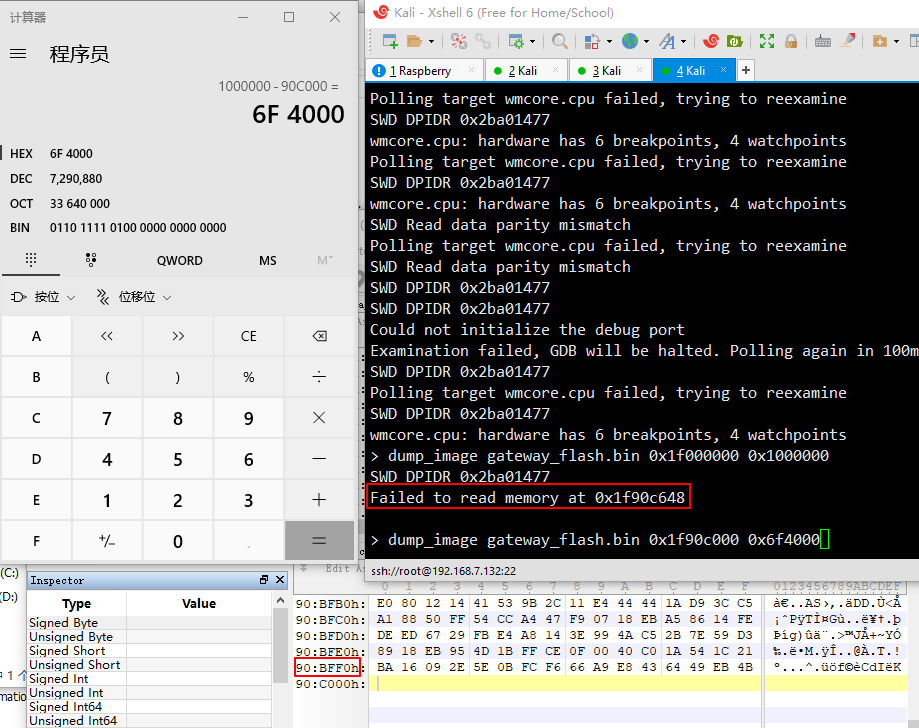 计算器
程序员
1000000 - 90C000 =
6F 4000
HEX 6F 4000
DEC 7,290,880
OCT 33 640 000
BIN 0110 1111 0100 0000 0000 0000
QWORD MS M˅
按位 位移位
A << >> CE
B ( ) % ÷
C 7 8 9 ×
D 4 5 6 −
E 1 2 3 +
F +/− 0 . =
Kali - Xshell 6 (Free for Home/School)
1 Raspberry × 2 Kali × 3 Kali × 4 Kali × +
Polling target wmcore.cpu failed, trying to reexamine
SWD DPIDR 0x2ba01477
wmcore.cpu: hardware has 6 breakpoints, 4 watchpoints
Polling target wmcore.cpu failed, trying to reexamine
SWD DPIDR 0x2ba01477
wmcore.cpu: hardware has 6 breakpoints, 4 watchpoints
SWD Read data parity mismatch
Polling target wmcore.cpu failed, trying to reexamine
SWD Read data parity mismatch
SWD DPIDR 0x2ba01477
SWD DPIDR 0x2ba01477
Could not initialize the debug port
Examination failed, GDB will be halted. Polling again in 100m
SWD DPIDR 0x2ba01477
Polling target wmcore.cpu failed, trying to reexamine
SWD DPIDR 0x2ba01477
wmcore.cpu: hardware has 6 breakpoints, 4 watchpoints
> dump_image gateway_flash.bin 0x1f000000 0x1000000
SWD DPIDR 0x2ba01477
Failed to read memory at 0x1f90c648
> dump_image gateway_flash.bin 0x1f90c000 0x6f4000
ssh://root@192.168.7.132:22
(C:)
(D:)
Inspector
Type Value
Signed Byte
Unsigned Byte
Signed Short
Unsigned Short
Signed Int
Unsigned Int
Signed Int64
Unsigned Int64
Edit As
0 1 2 3 4 5 6 7 8 9 A B C D E F 0123456789ABCDEF
90:BFB0h: E0 80 12 14 41 53 9B 2C 11 E4 44 44 1A D9 3C C5 à€..AS›,.äDD.Ù<Å
90:BFC0h: A1 88 50 FF 54 CC A4 47 F9 07 18 EB A5 86 14 FE ¡ˆPÿTÌ¤Gù..ë¥†.þ
90:BFD0h: DE ED 67 29 FB E4 A8 14 3E 99 4A C5 2B 7E 59 D3 Þíg)ûä¨.>™JÅ+~YÓ
90:BFE0h: 89 18 EB 95 4D 1B FF CE 0F 00 40 C0 1A 54 1C 21 ‰.ë•M.ÿÎ..@À.T.!
90:BFF0h: BA 16 09 2E 5E 0B FC F6 66 A9 E8 43 64 49 EB 4B º...^.üöf©èCdIëK
90:C000h: